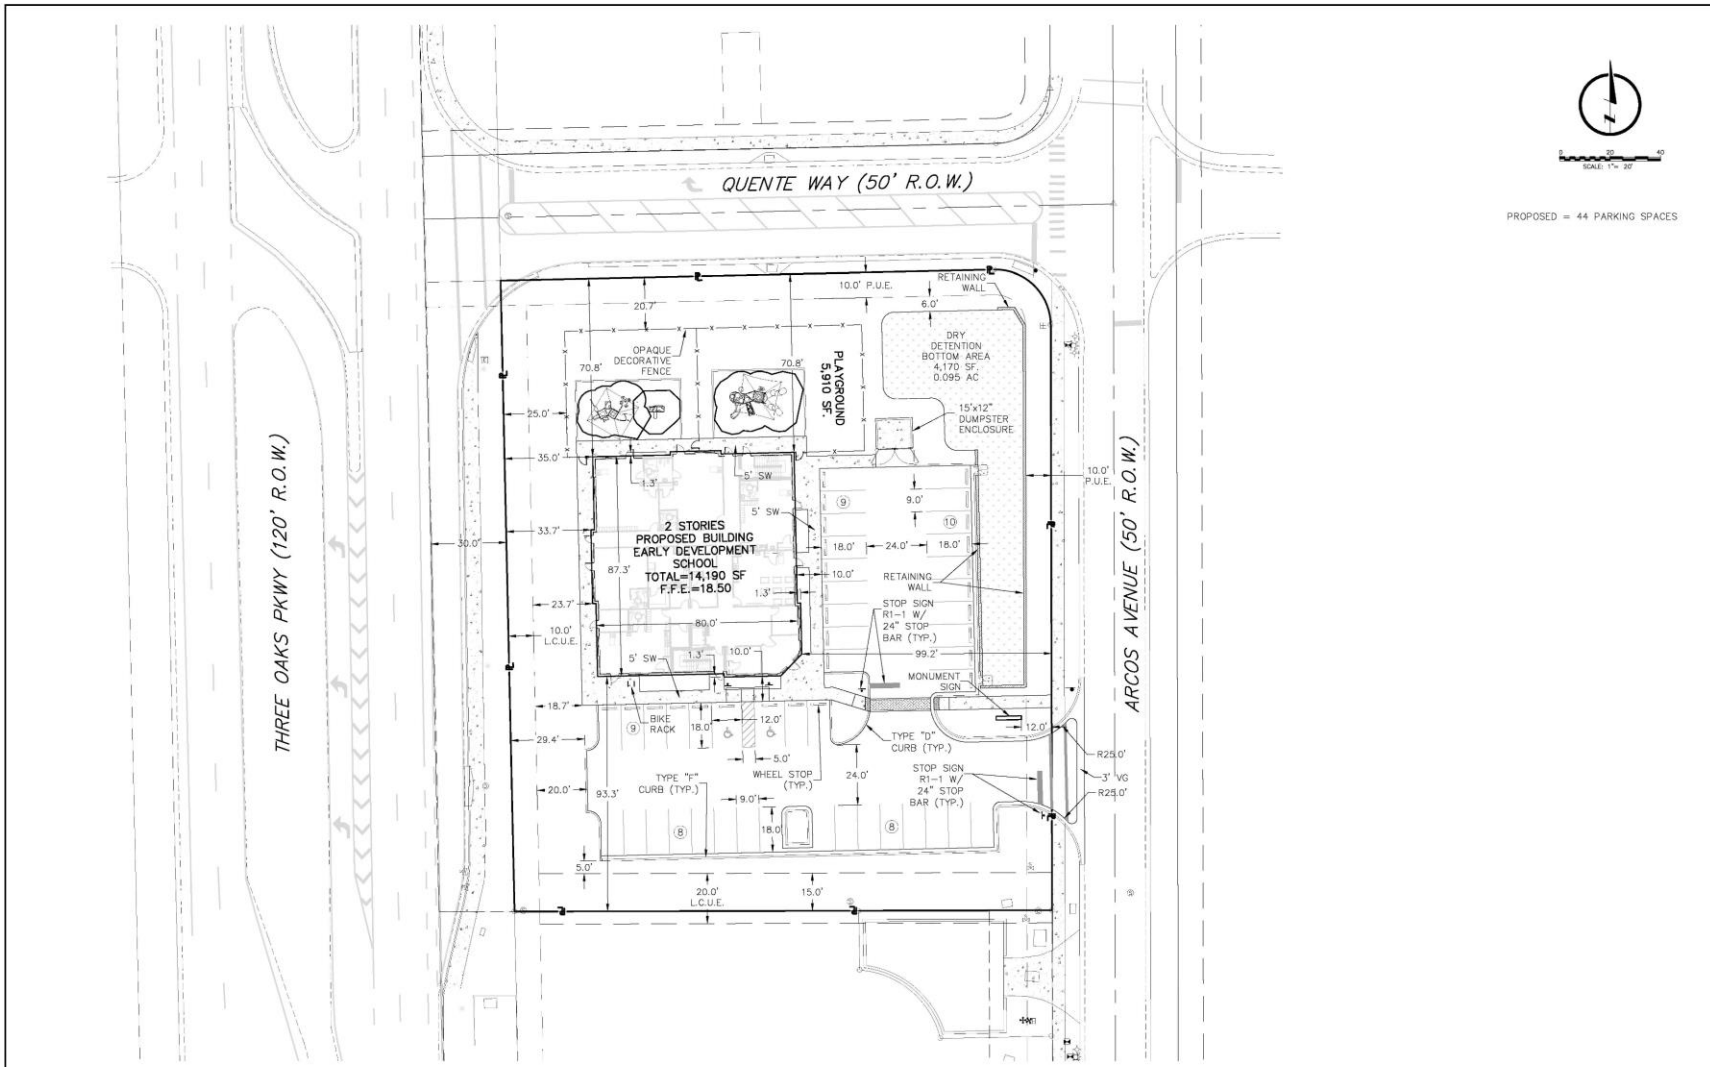 0 20 40
SCALE: 1"= 20'
PROPOSED = 44 PARKING SPACES
QUENTE WAY (50' R.O.W.)
THREE OAKS PKWY (120' R.O.W.)
ARCOS AVENUE (50' R.O.W.)
20.7'
10.0' P.U.E.
RETAINING
WALL
6.0'
OPAQUE
DECORATIVE
FENCE
70.8'
70.8'
PLAYGROUND
5,910 SF.
DRY
DETENTION
BOTTOM AREA
4,170 SF.
0.095 AC
25.0'
15'x12"
DUMPSTER
ENCLOSURE
35.0'
1.3'
5' SW
10.0'
P.U.E.
9
9.0'
10
5' SW
33.7'
30.0'
2 STORIES
PROPOSED BUILDING
EARLY DEVELOPMENT
SCHOOL
TOTAL=14,190 SF
F.F.E.=18.50
87.3'
18.0'
24.0'
18.0'
10.0'
RETAINING
WALL
1.3'
23.7'
STOP SIGN
R1-1 W/
24" STOP
BAR (TYP.)
80.0'
10.0'
L.C.U.E.
5' SW
1.3'
10.0'
99.2'
MONUMENT
SIGN
18.7'
9
BIKE
RACK
18.0'
12.0'
12.0'
29.4'
TYPE "D"
CURB (TYP.)
R25.0'
5.0'
3' VG
R25.0'
TYPE "F"
CURB (TYP.)
WHEEL STOP
(TYP.)
24.0'
STOP SIGN
R1-1 W/
24" STOP
BAR (TYP.)
20.0'
93.3'
9.0'
8
18.0'
8
5.0'
20.0'
L.C.U.E.
15.0'